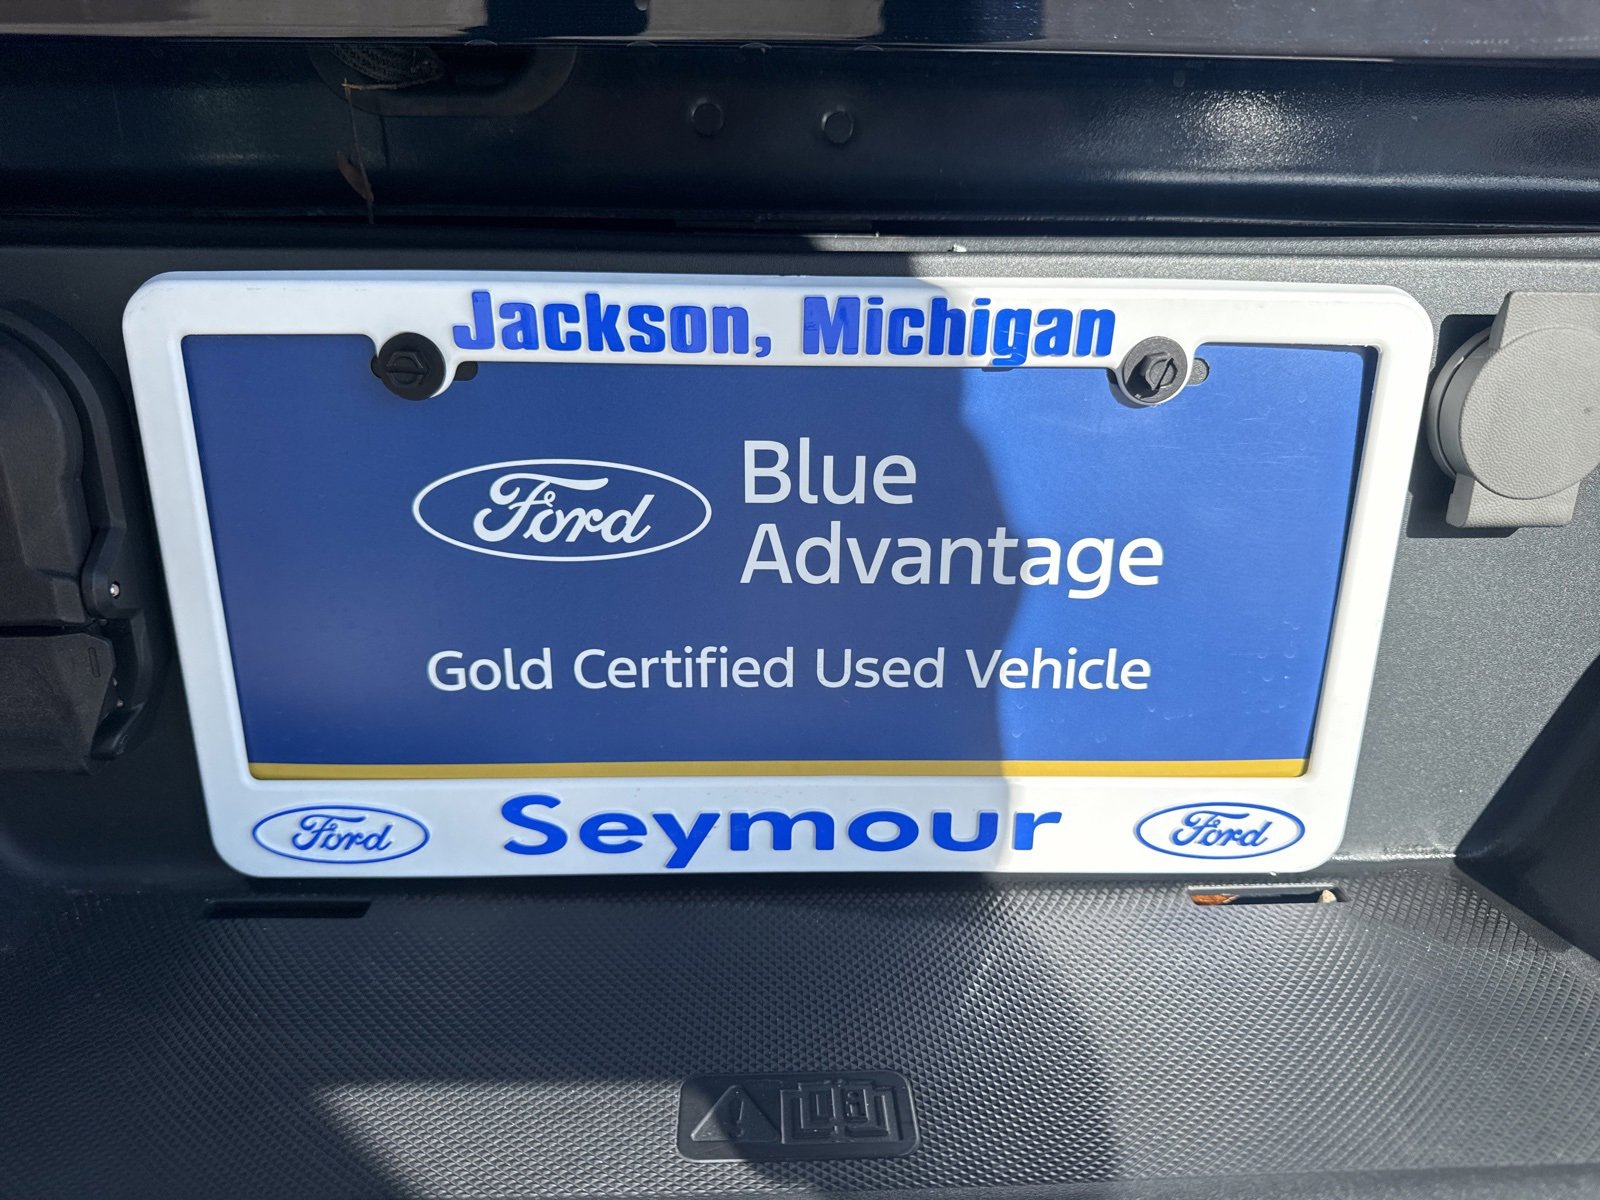 Jackson, Michigan
Ford
Blue
Advantage
Gold Certified Used Vehicle
Ford Seymour Ford